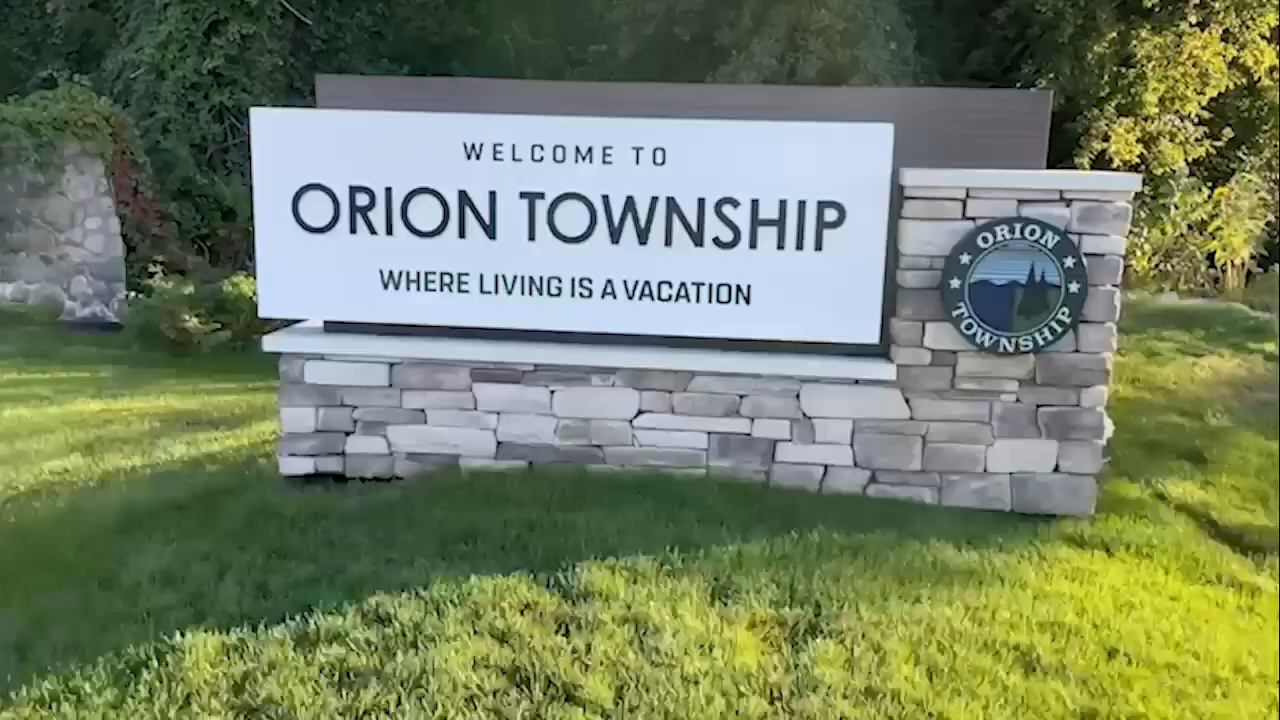 WELCOME TO
ORION TOWNSHIP
WHERE LIVING IS A VACATION
ORION
TOWNSHIP